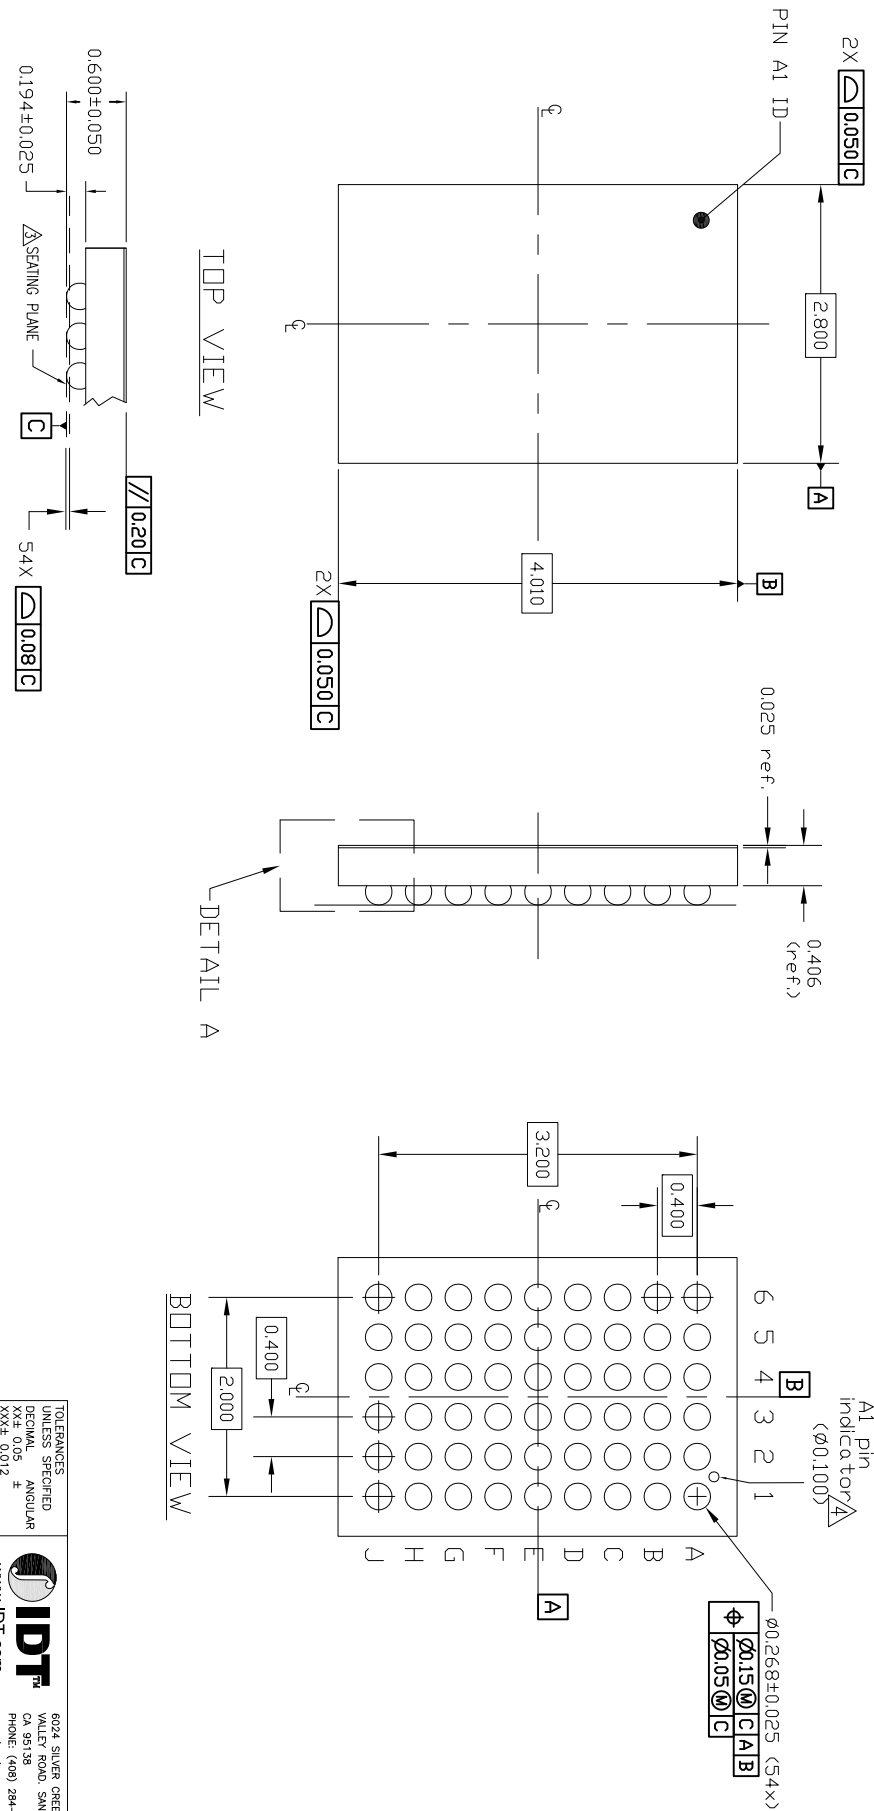 2X ⌓ 0.050 C
PIN A1 ID
2.800
A
B
4.010
2X ⌓ 0.050 C
℄
℄
TOP VIEW
0.600±0.050
0.194±0.025
3 SEATING PLANE
C
// 0.20 C
54X ⌓ 0.08 C
0.025 ref.
0.406
(ref.)
DETAIL A
A1 pin
indicator 4
(Ø0.100)
Ø0.268±0.025 (54x)
⌖ Ø0.15 Ⓜ C A B
Ø0.05 Ⓜ C
3.200
0.400
℄
6 5 4 3 2 1
B
A
B
C
D
E
F
G
H
J
A
℄
0.400
2.000
BOTTOM VIEW
TOLERANCES
UNLESS SPECIFIED
DECIMAL ANGULAR
XX± 0.05 ±
XXX± 0.012
IDT™
6024 SILVER CREE
VALLEY ROAD, SAN
CA 95138
PHONE: (408) 284-